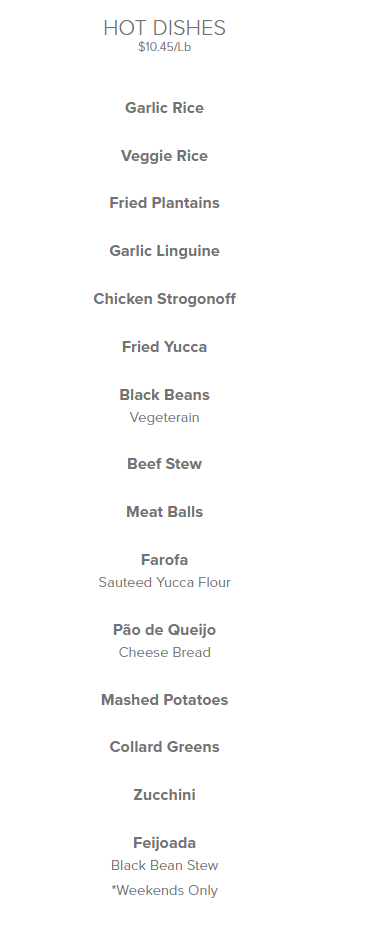 HOT DISHES
$10.45/Lb
Garlic Rice
Veggie Rice
Fried Plantains
Garlic Linguine
Chicken Strogonoff
Fried Yucca
Black Beans
Vegeterain
Beef Stew
Meat Balls
Farofa
Sauteed Yucca Flour
Pão de Queijo
Cheese Bread
Mashed Potatoes
Collard Greens
Zucchini
Feijoada
Black Bean Stew
*Weekends Only